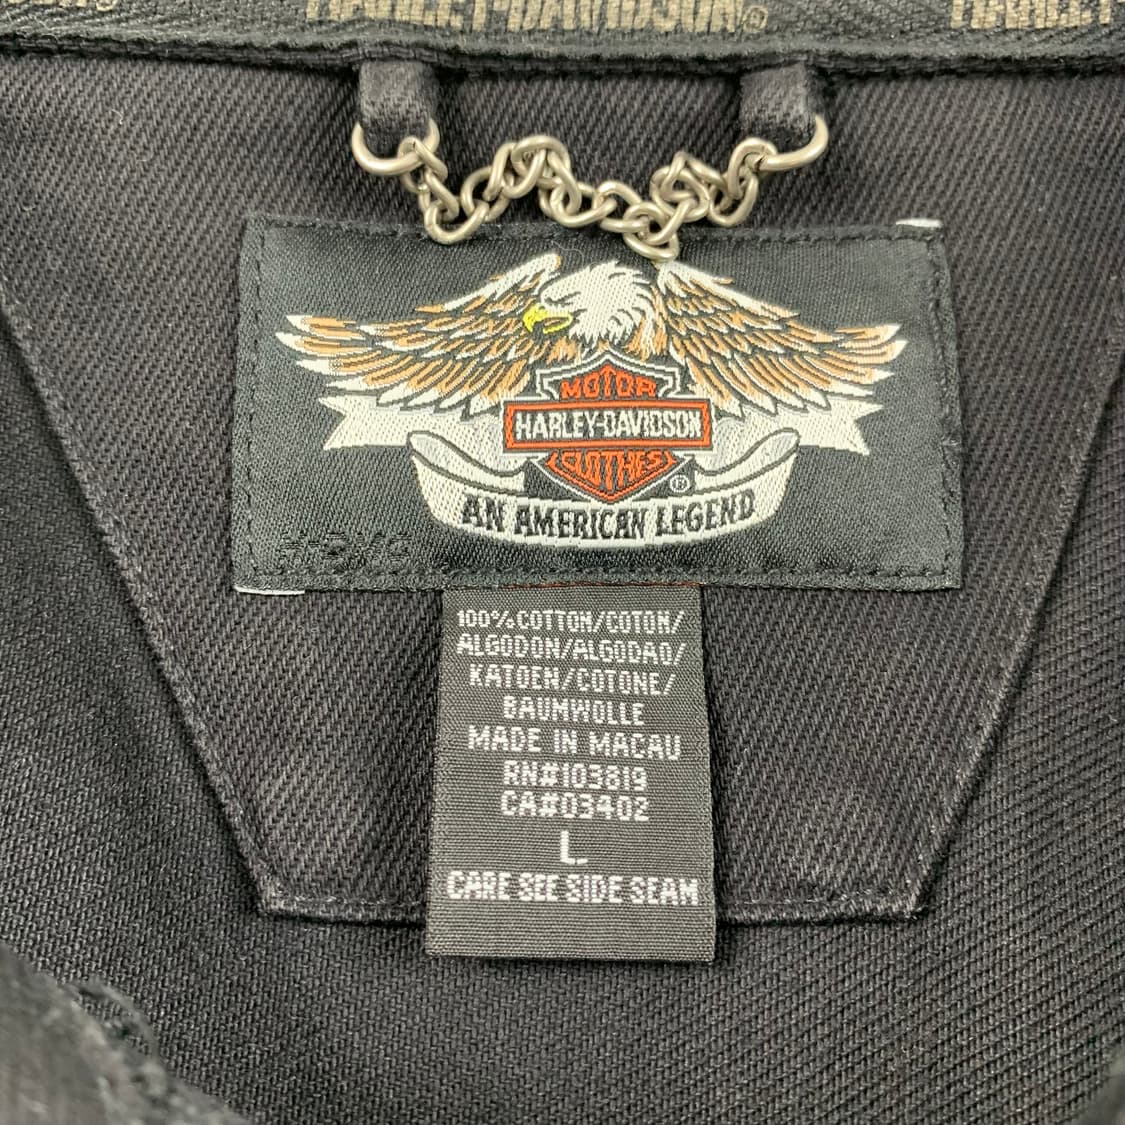 HARLEY-DAVIDSON®
MOTOR
HARLEY-DAVIDSON
CLOTHES
®
AN AMERICAN LEGEND
100% COTTON/COTON/
ALGODON/ALGODAO/
KATOEN/COTONE/
BAUMWOLLE
MADE IN MACAU
RN#103819
CA#03402
L.
CARE SEE SIDE SEAM